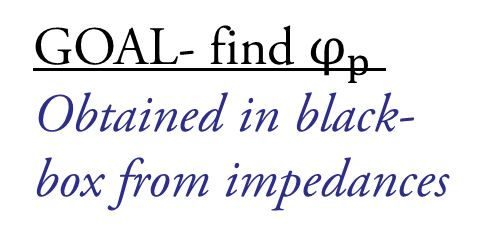 GOAL- find φp
Obtained in black-
box from impedances